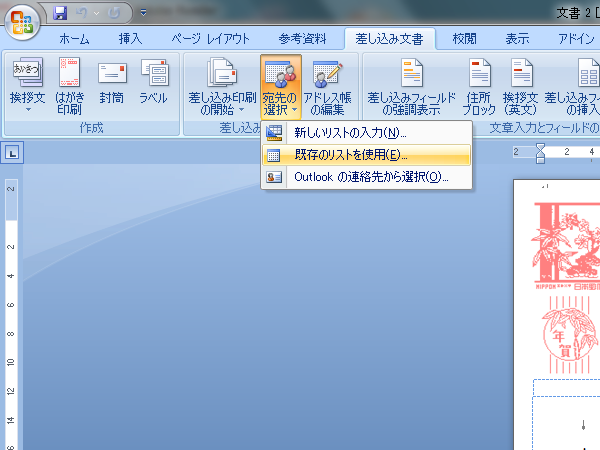 文書 2 [
ホーム 挿入 ページ レイアウト 参考資料 差し込み文書 校閲 表示 アドイン
挨拶文 はがき印刷 封筒 ラベル 差し込み印刷の開始 宛先の選択 アドレス帳の編集 差し込みフィールドの強調表示 住所ブロック 挨拶文(英文) 差し込みフィ の挿入
作成 差し込み 文章入力とフィールドの
新しいリストの入力(N)...
既存のリストを使用(E)...
Outlook の連絡先から選択(O)...
2 2 4
2
2
4
6
8
10
12
14
16
NIPPON
年賀